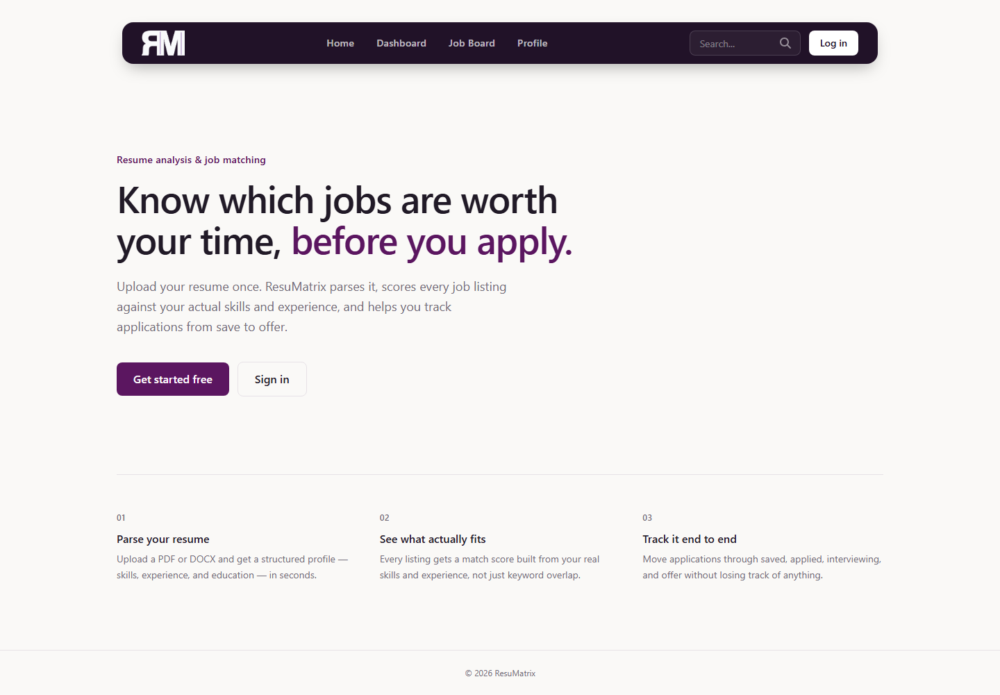 ЯMI
Home Dashboard Job Board Profile Search... Log in
Resume analysis & job matching
Know which jobs are worth
your time, before you apply.
Upload your resume once. ResuMatrix parses it, scores every job listing
against your actual skills and experience, and helps you track
applications from save to offer.
Get started free Sign in
01
Parse your resume
Upload a PDF or DOCX and get a structured profile —
skills, experience, and education — in seconds.
02
See what actually fits
Every listing gets a match score built from your real
skills and experience, not just keyword overlap.
03
Track it end to end
Move applications through saved, applied, interviewing,
and offer without losing track of anything.
© 2026 ResuMatrix